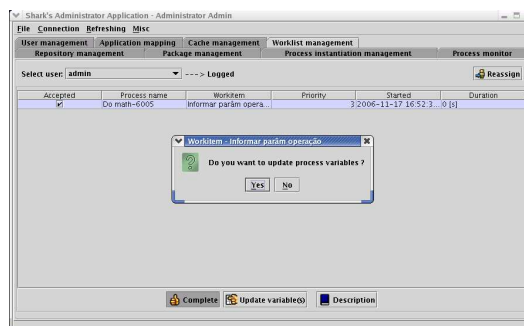 Shark's Administrator Application - Administrator Admin
File Connection Refreshing Misc
User management Application mapping Cache management Worklist management
Repository management Package management Process instantiation management Process monitor
Select user: admin ---> Logged Reassign
Accepted Process name Workitem Priority Started Duration
Do math-6005 Informar parâm opera... 3 2006-11-17 16:52:3... 0 [s]
Workitem - Informar parâm operação
Do you want to update process variables ?
Yes No
Complete Update variable(s) Description